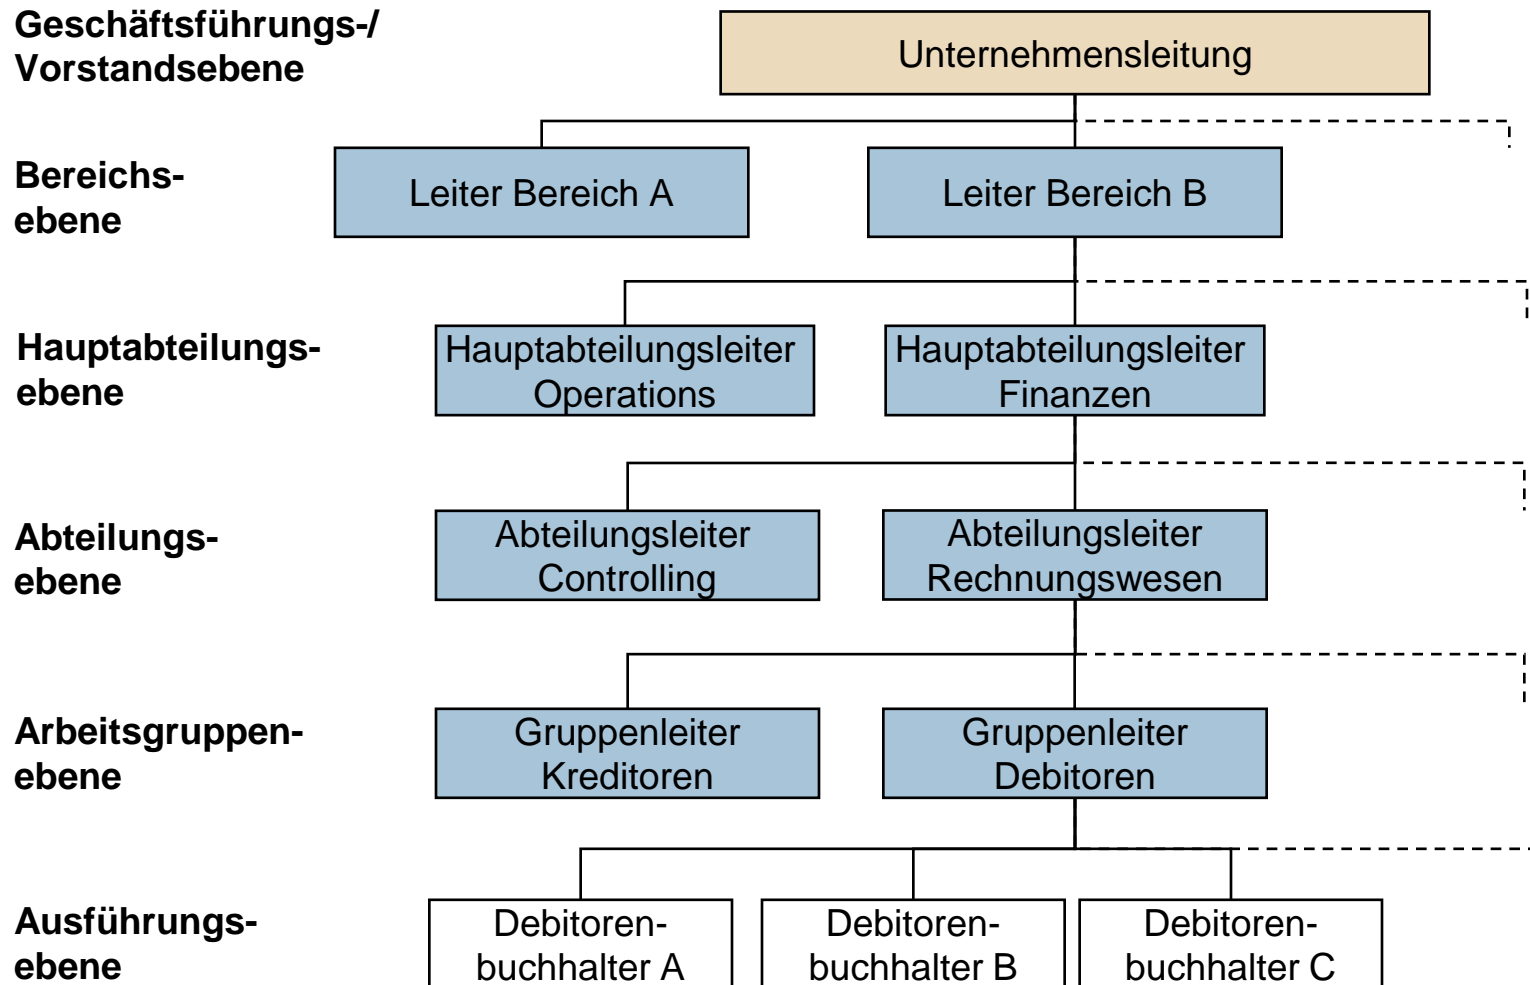 Geschäftsführungs-/
Vorstandsebene
Unternehmensleitung
Bereichs-
ebene
Leiter Bereich A
Leiter Bereich B
Hauptabteilungs-
ebene
Hauptabteilungsleiter
Operations
Hauptabteilungsleiter
Finanzen
Abteilungs-
ebene
Abteilungsleiter
Controlling
Abteilungsleiter
Rechnungswesen
Arbeitsgruppen-
ebene
Gruppenleiter
Kreditoren
Gruppenleiter
Debitoren
Ausführungs-
ebene
Debitoren-
buchhalter A
Debitoren-
buchhalter B
Debitoren-
buchhalter C